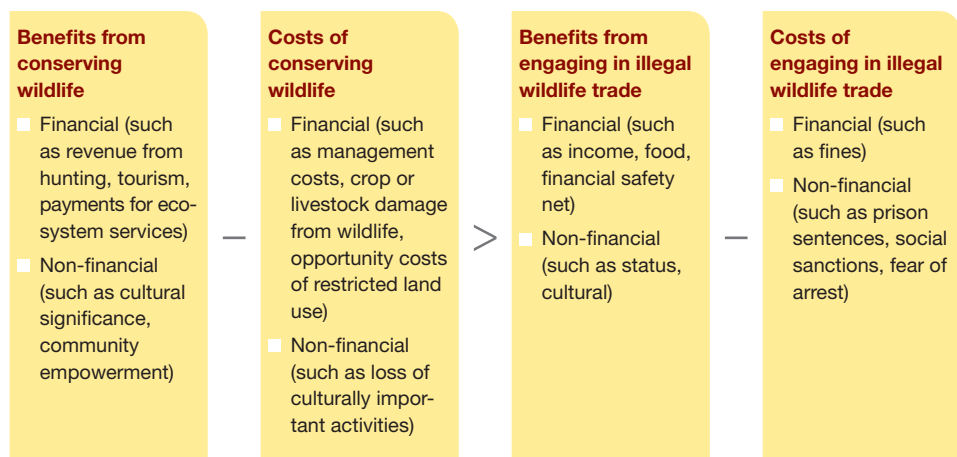 Benefits from
conserving
wildlife
Financial (such
as revenue from
hunting, tourism,
payments for eco-
system services)
Non-financial
(such as cultural
significance,
community
empowerment)
–
Costs of
conserving
wildlife
Financial (such
as management
costs, crop or
livestock damage
from wildlife,
opportunity costs
of restricted land
use)
Non-financial
(such as loss of
culturally impor-
tant activities)
>
Benefits from
engaging in illegal
wildlife trade
Financial (such
as income, food,
financial safety
net)
Non-financial
(such as status,
cultural)
–
Costs of
engaging in illegal
wildlife trade
Financial (such
as fines)
Non-financial
(such as prison
sentences, social
sanctions, fear of
arrest)